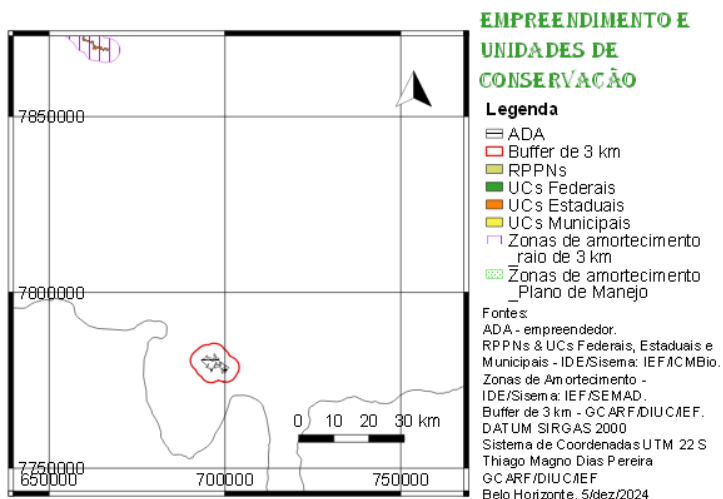 EMPREENDIMENTO E
UNIDADES DE
CONSERVAÇÃO
Legenda
ADA
Buffer de 3 km
RPPNs
UCs Federais
UCs Estaduais
UCs Municipais
Zonas de amortecimento
_raio de 3 km
Zonas de amortecimento
_Plano de Manejo
Fontes:
ADA - empreendedor.
RPPNs & UCs Federais, Estaduais e
Municipais - IDE/Sisema: IEF/ICMBio.
Zonas de Amortecimento -
IDE/Sisema: IEF/SEMAD.
Buffer de 3 km - GCARF/DIUC/IEF.
DATUM SIRGAS 2000
Sistema de Coordenadas UTM 22 S
Thiago Magno Dias Pereira
GCARF/DIUC/IEF
Belo Horizonte, 5/dez/2024
7850000
7800000
0 10 20 30 km
7750000
650000 700000 750000